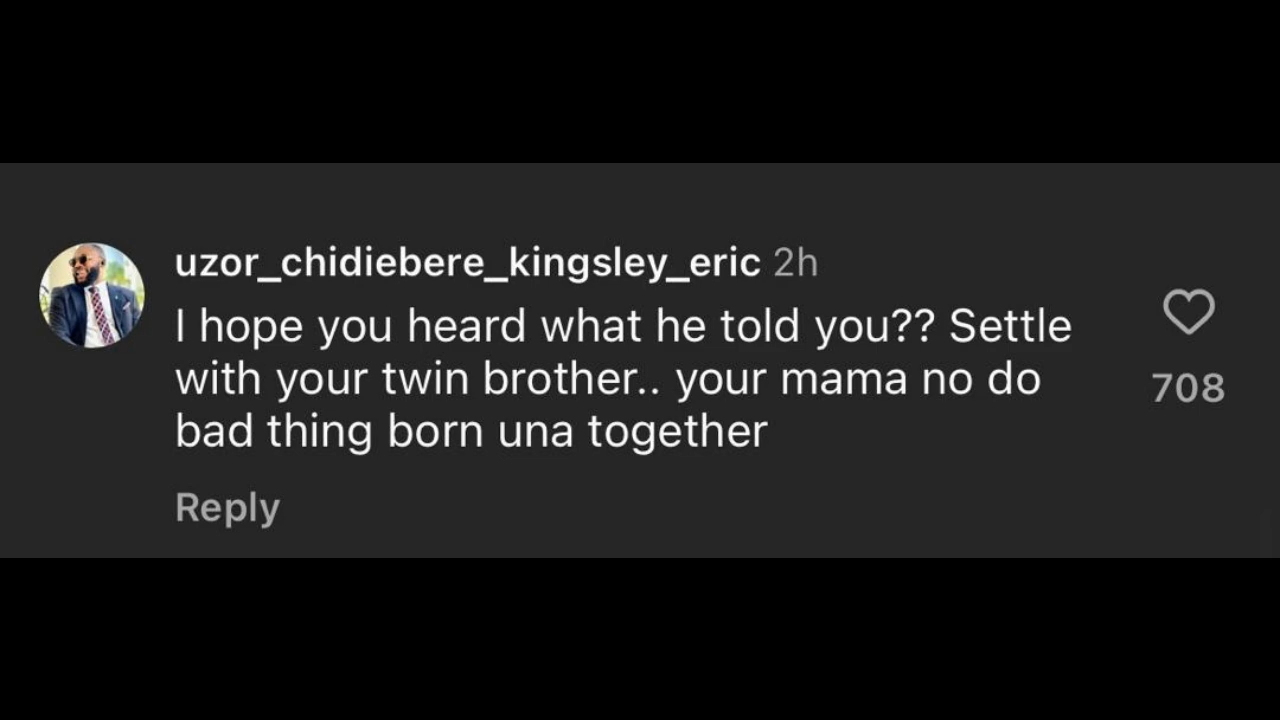 uzor_chidiebere_kingsley_eric 2h
I hope you heard what he told you?? Settle
with your twin brother.. your mama no do
bad thing born una together
708
Reply